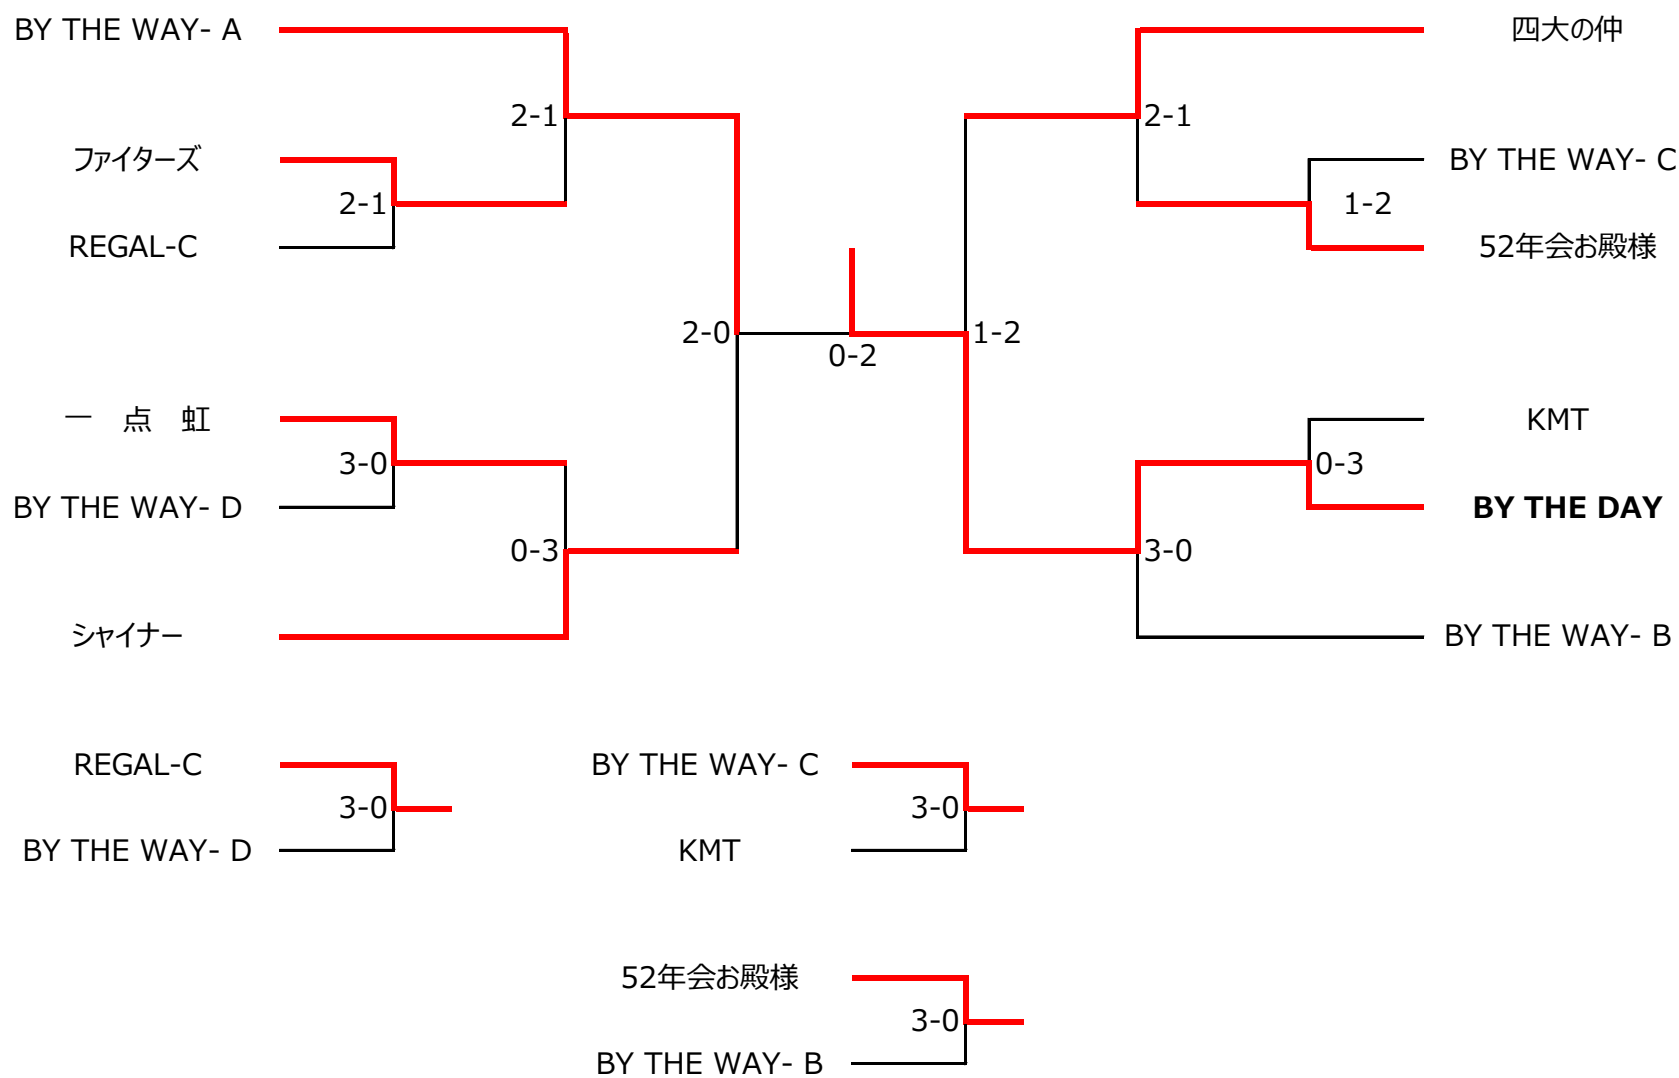 BY THE WAY- A
四大の仲
2-1
2-1
ファイターズ
BY THE WAY- C
2-1
1-2
REGAL-C
52年会お殿様
2-0
0-2
1-2
一　点　虹
KMT
3-0
0-3
BY THE WAY- D
BY THE DAY
0-3
3-0
シャイナー
BY THE WAY- B
REGAL-C
BY THE WAY- C
3-0
3-0
BY THE WAY- D
KMT
52年会お殿様
3-0
BY THE WAY- B